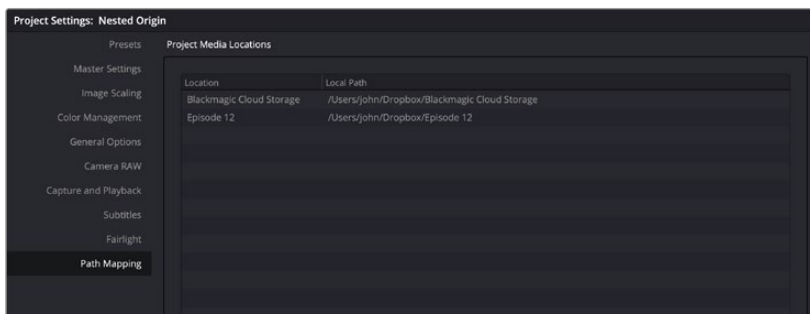 Project Settings: Nested Origin
Presets
Master Settings
Image Scaling
Color Management
General Options
Camera RAW
Capture and Playback
Subtitles
Fairlight
Path Mapping
Project Media Locations
Location Local Path
Blackmagic Cloud Storage /Users/john/Dropbox/Blackmagic Cloud Storage
Episode 12 /Users/john/Dropbox/Episode 12